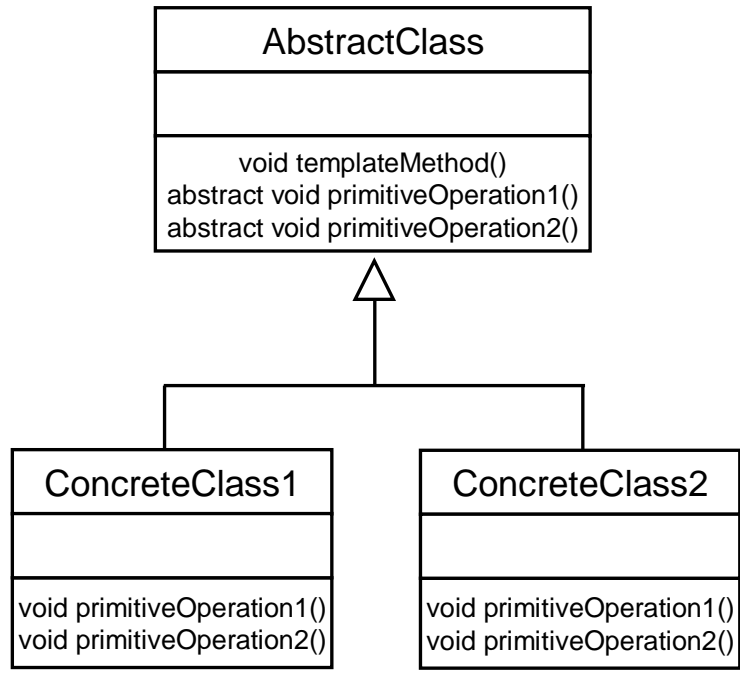 AbstractClass
void templateMethod()
abstract void primitiveOperation1()
abstract void primitiveOperation2()
ConcreteClass1
void primitiveOperation1()
void primitiveOperation2()
ConcreteClass2
void primitiveOperation1()
void primitiveOperation2()